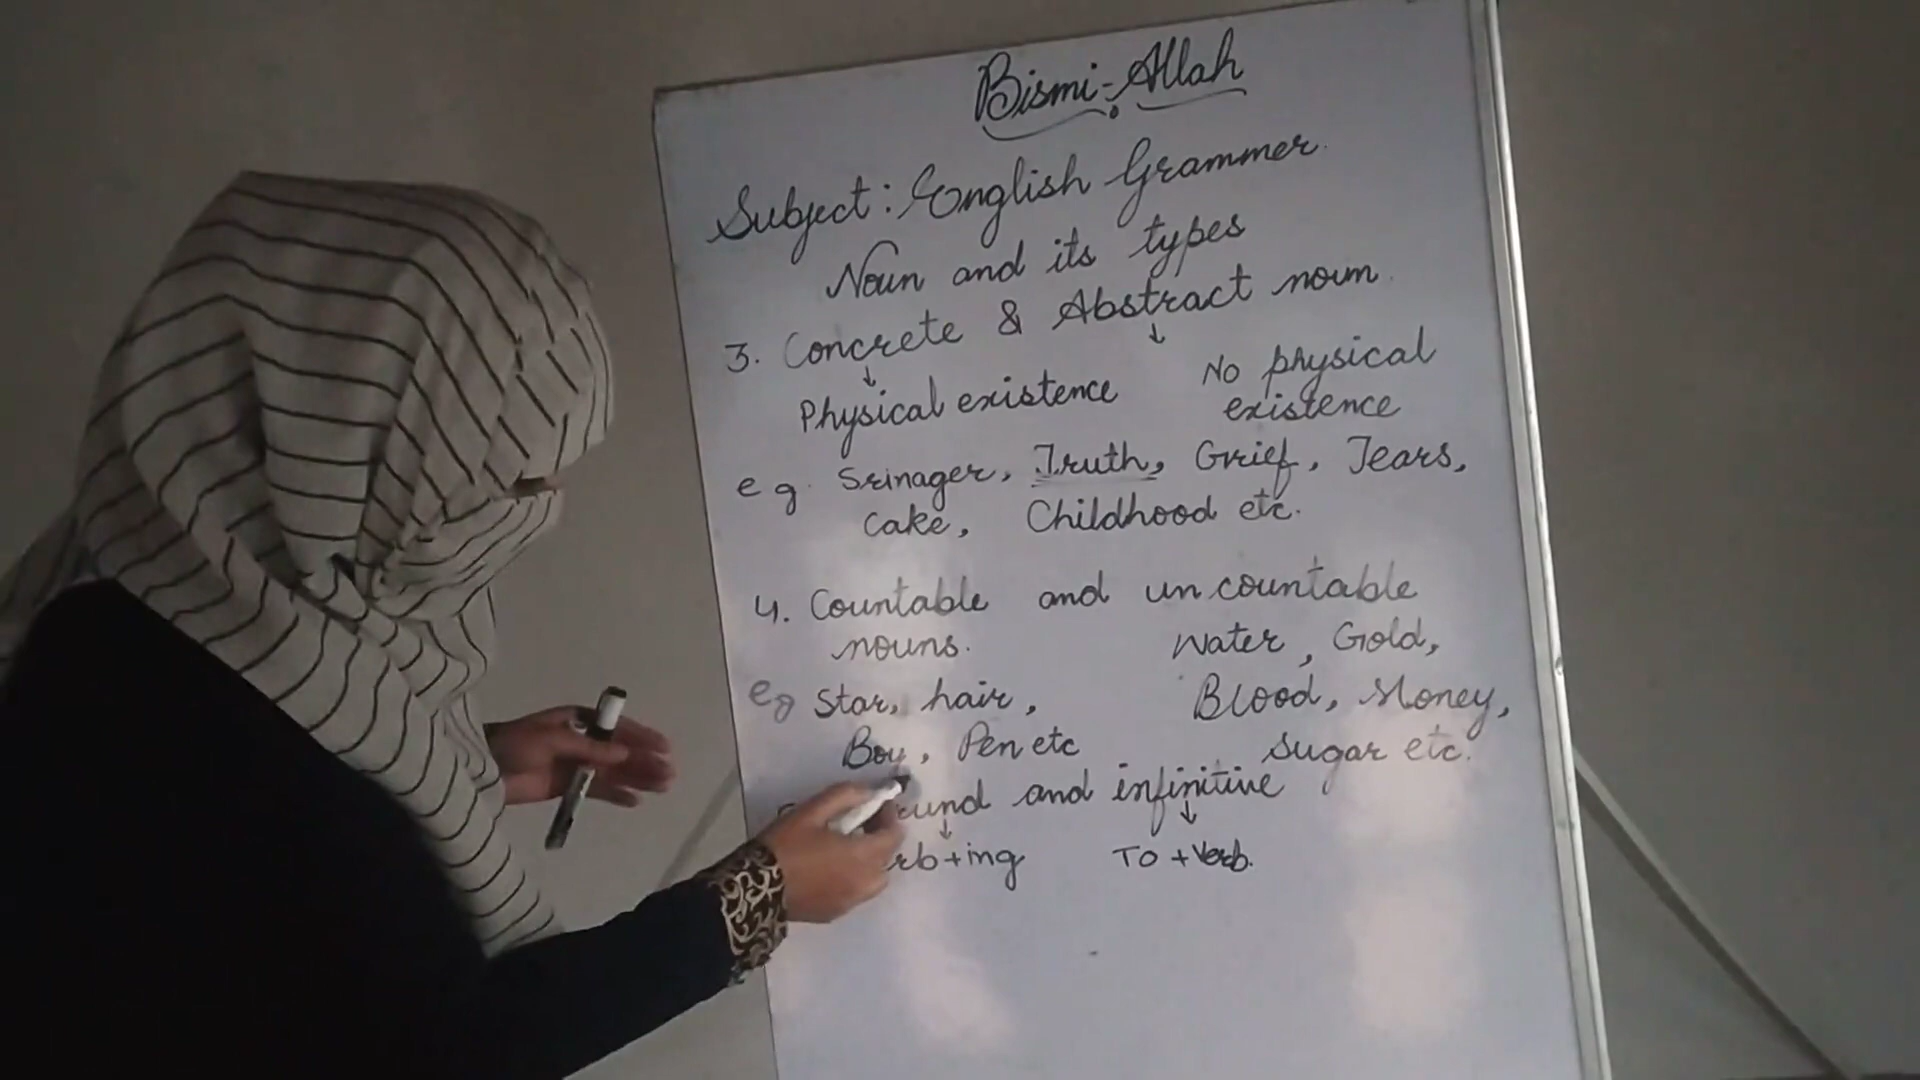 Bismi-Allah
Subject: English Grammer
Noun and its types
3. Concrete & Abstract noun
↓ ↓
Physical existence No physical existence
eg. Srinager, Truth, Grief, Tears,
Cake, Childhood etc.
4. Countable and uncountable
nouns. Water, Gold,
eg Star, hair, Blood, Money,
Boy, Pen etc Sugar etc.
and infinitive
↓ ↓
+ing To + Verb.